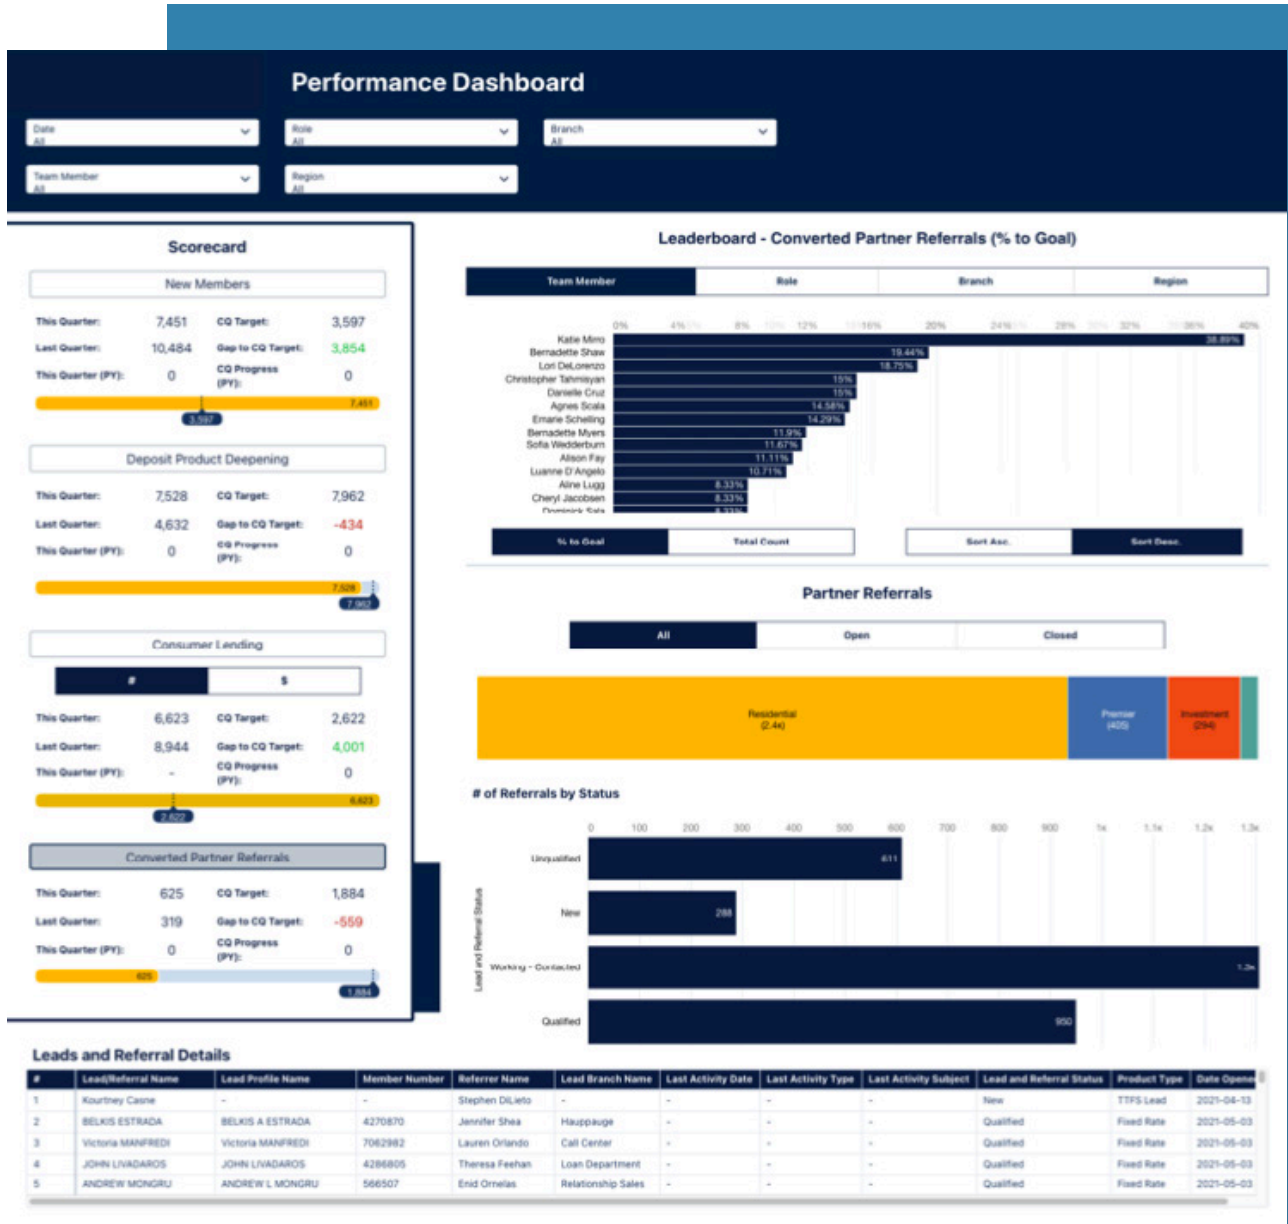 Performance Dashboard
Date
All
Role
All
Branch
All
Team Member
All
Region
All
Scorecard
New Members
This Quarter: 7,451 CQ Target: 3,597
Last Quarter: 10,484 Gap to CQ Target: 3,854
This Quarter (PY): 0 CQ Progress (PY): 0
7,451
3,597
Deposit Product Deepening
This Quarter: 7,528 CQ Target: 7,962
Last Quarter: 4,632 Gap to CQ Target: -434
This Quarter (PY): 0 CQ Progress (PY): 0
7,528
7,962
Consumer Lending
# $
This Quarter: 6,623 CQ Target: 2,622
Last Quarter: 8,944 Gap to CQ Target: 4,001
This Quarter (PY): - CQ Progress (PY): 0
6,623
2,622
Converted Partner Referrals
This Quarter: 625 CQ Target: 1,884
Last Quarter: 319 Gap to CQ Target: -559
This Quarter (PY): 0 CQ Progress (PY): 0
625
1,884
Leaderboard - Converted Partner Referrals (% to Goal)
Team Member Role Branch Region
0% 4% 8% 12% 16% 20% 24% 28% 32% 36% 40%
Katie Mirro 38.89%
Bernadette Shaw 19.44%
Lori DeLorenzo 18.75%
Christopher Tahmisyan 15%
Danielle Cruz 15%
Agnes Scala 14.58%
Emarie Schelling 14.29%
Bernadette Myers 11.9%
Sofia Wedderburn 11.67%
Alison Fay 11.11%
Luanne D'Angelo 10.71%
Aline Lugg 8.33%
Cheryl Jacobsen 8.33%
Dominick Sala 8.33%
% to Goal Total Count Sort Asc. Sort Desc.
Partner Referrals
All Open Closed
Residential
(2.4k)
Premier
(405)
Investment
(294)
# of Referrals by Status
0 100 200 300 400 500 600 700 800 900 1k 1.1k 1.2k 1.3k
Lead and Referral Status
Unqualified 611
New 288
Working - Contacted 1.3k
Qualified 950
Leads and Referral Details
# Lead/Referral Name Lead Profile Name Member Number Referrer Name Lead Branch Name Last Activity Date Last Activity Type Last Activity Subject Lead and Referral Status Product Type Date Opene
1 Kourtney Casne - - Stephen DiLieto - - - - New TTFS Lead 2021-04-13
2 BELKIS ESTRADA BELKIS A ESTRADA 4270870 Jennifer Shea Hauppauge - - - Qualified Fixed Rate 2021-05-03
3 Victoria MANFREDI Victoria MANFREDI 7062982 Lauren Orlando Call Center - - - Qualified Fixed Rate 2021-05-03
4 JOHN LIVADAROS JOHN LIVADAROS 4286805 Theresa Feehan Loan Department - - - Qualified Fixed Rate 2021-05-03
5 ANDREW MONGRU ANDREW L MONGRU 566507 Enid Ornelas Relationship Sales - - - Qualified Fixed Rate 2021-05-03